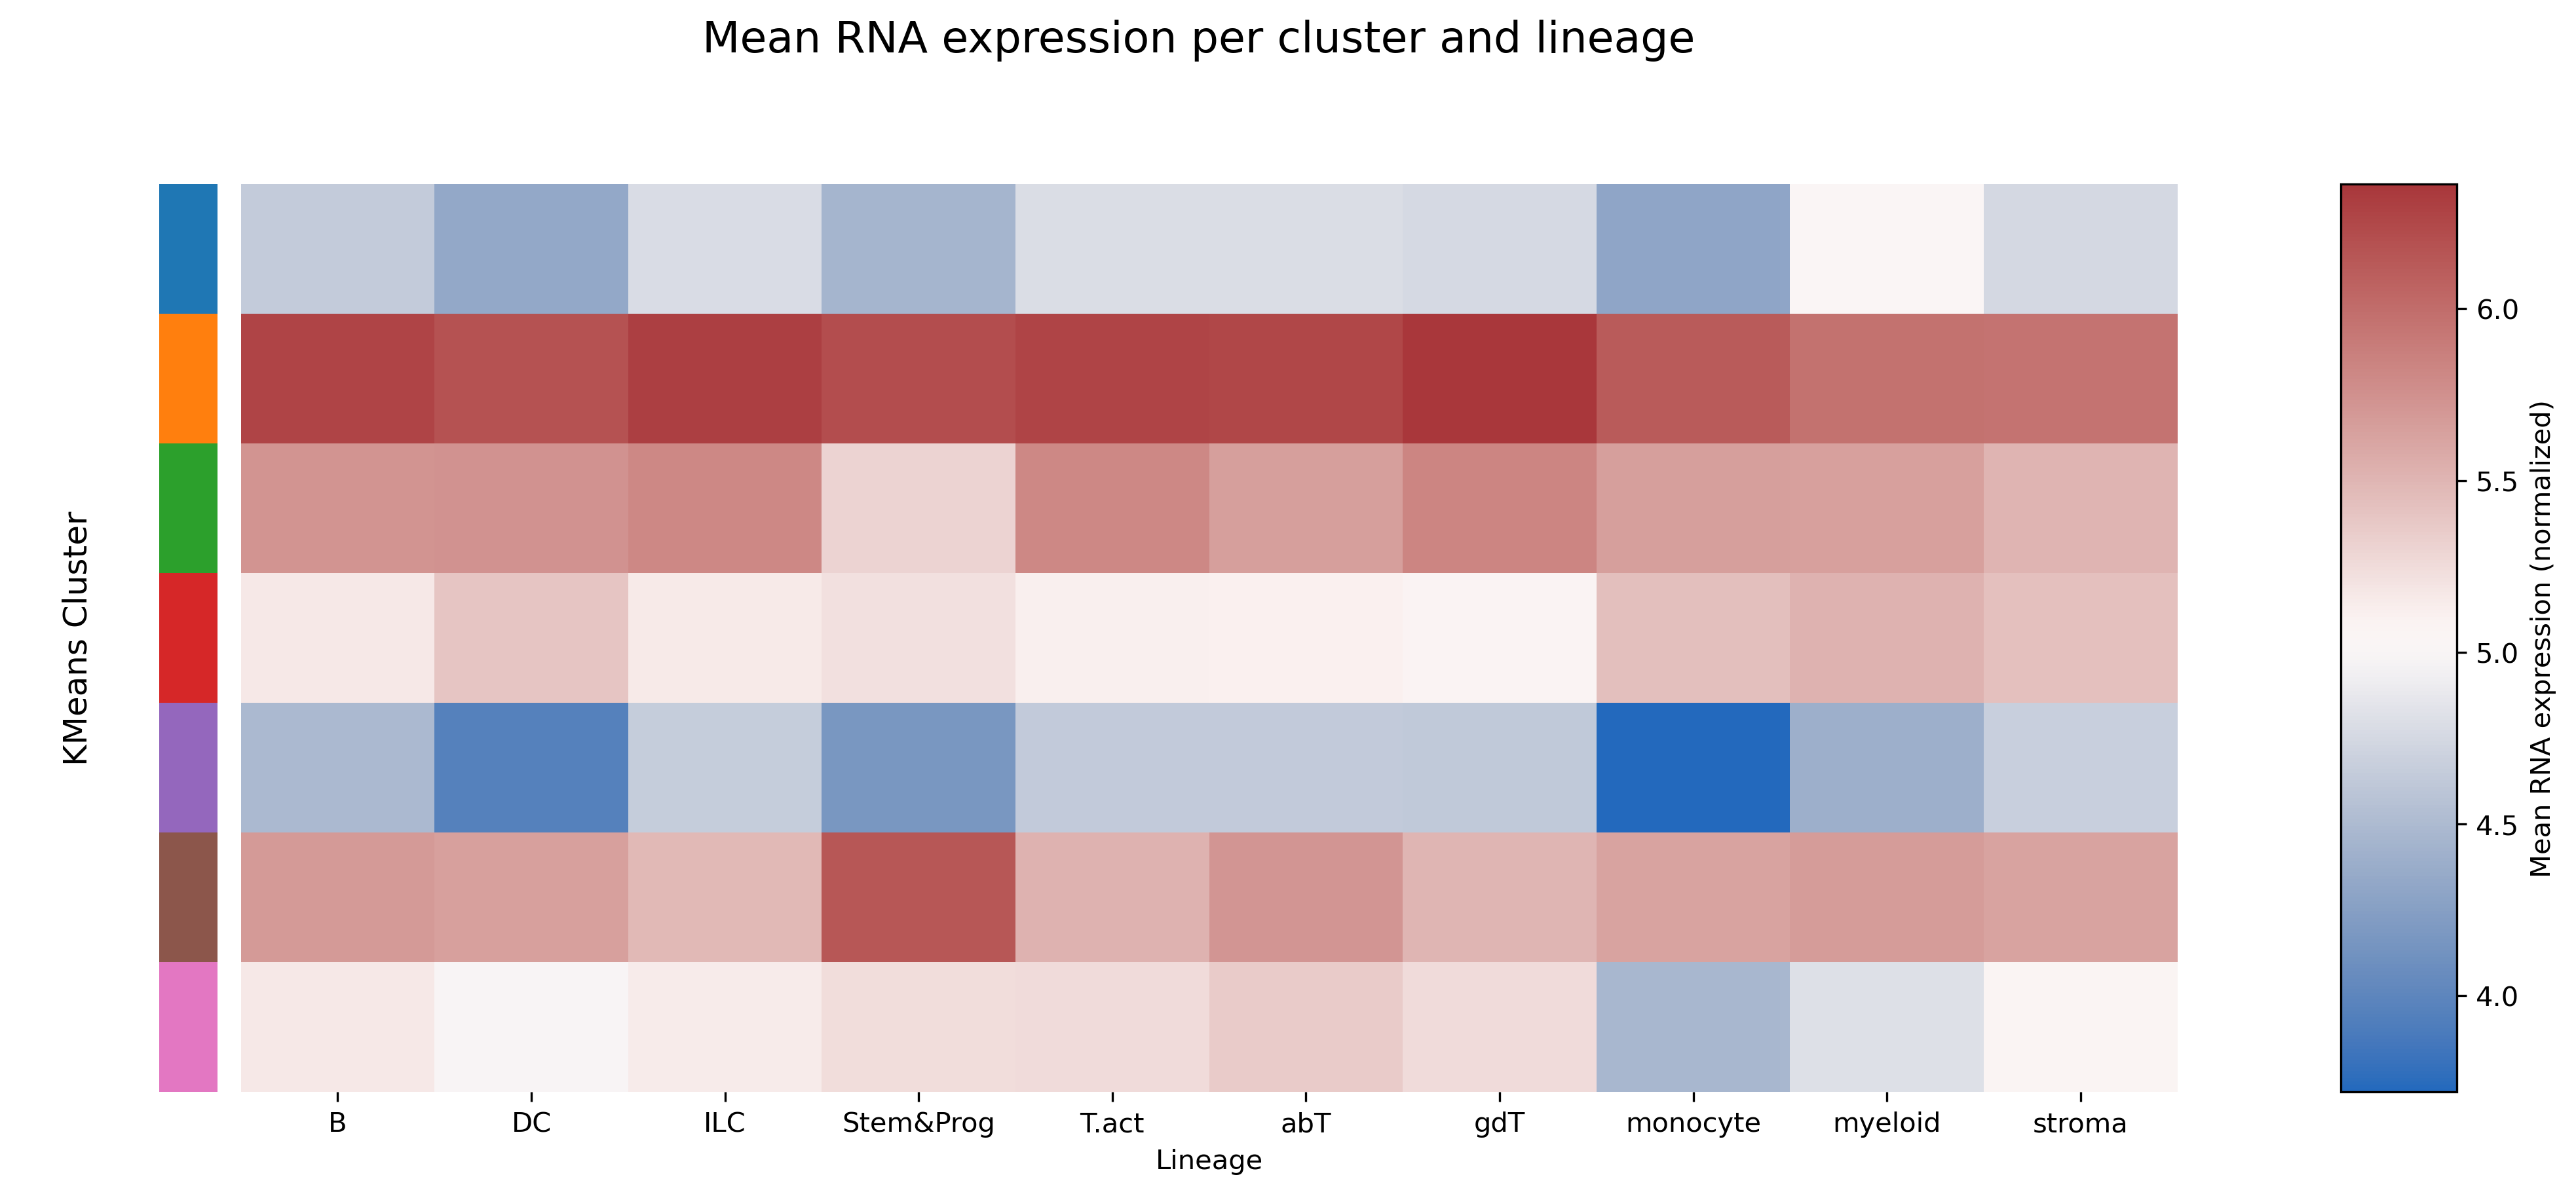 Mean RNA expression per cluster and lineage
KMeans Cluster
B DC ILC Stem&Prog T.act abT gdT monocyte myeloid stroma
Lineage
6.0
5.5
5.0
4.5
4.0
Mean RNA expression (normalized)